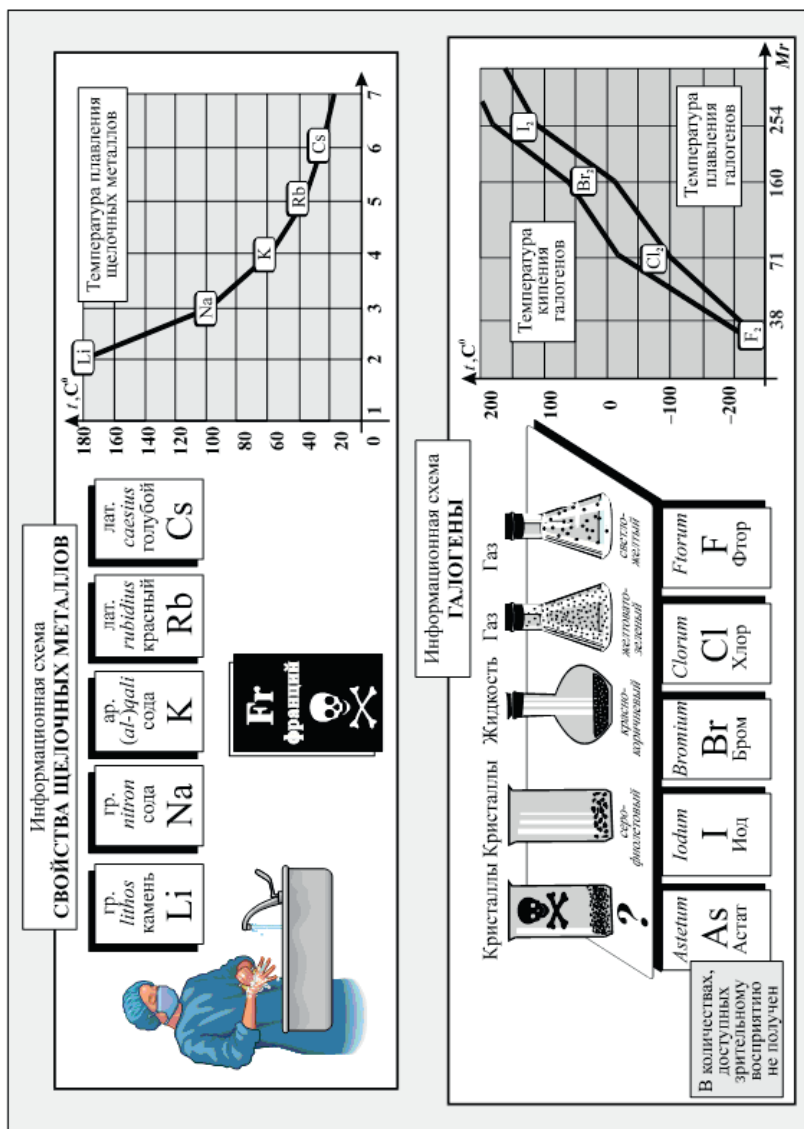 Информационная схема
СВОЙСТВА ЩЕЛОЧНЫХ МЕТАЛЛОВ
гр.
lithos
камень
Li
гр.
nitron
сода
Na
ар.
(al-)qali
сода
K
лат.
rubidius
красный
Rb
лат.
caesius
голубой
Cs
Fr
франций
t,C⁰
180
160
140
120
100
80
60
40
20
0
1
2
3
4
5
6
7
Температура плавления
щелочных металлов
Li
Na
K
Rb
Cs
Информационная схема
ГАЛОГЕНЫ
Кристаллы
Кристаллы
Жидкость
Газ
Газ
?
серо-
фиолетовый
красно-
коричневый
желтовато-
зеленый
светло-
желтый
Astetum
As
Астат
Iodum
I
Иод
Bromium
Br
Бром
Clorum
Cl
Хлор
Ftorum
F
Фтор
В количествах,
доступных
зрительному
восприятию
не получен
t,C⁰
200
100
0
−100
−200
38
71
160
254
Mr
Температура
кипения
галогенов
Температура
плавления
галогенов
F₂
Cl₂
Br₂
I₂